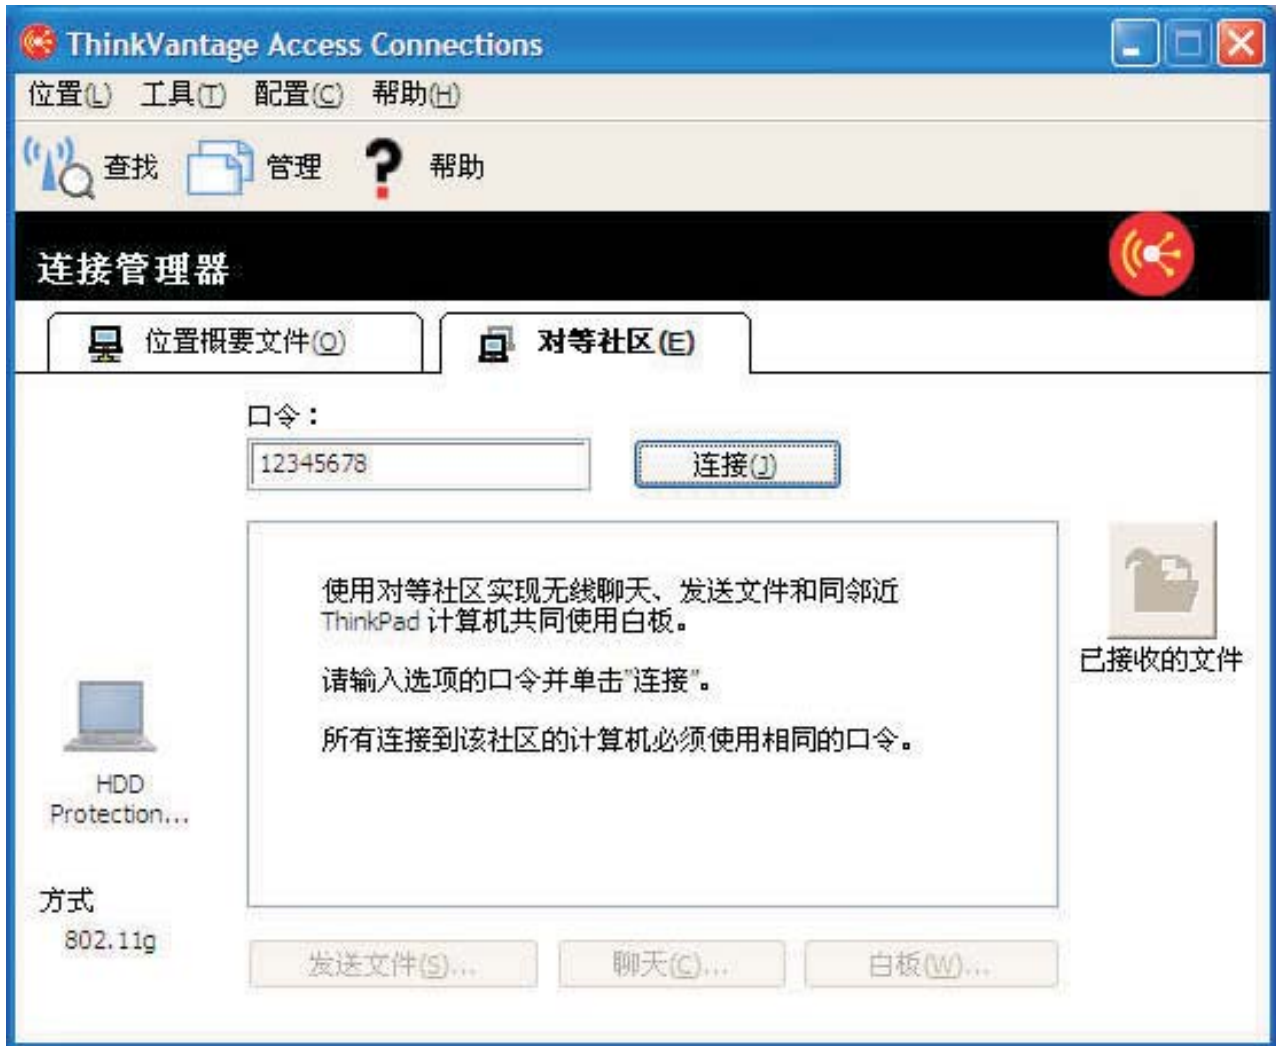 ThinkVantage Access Connections
位置(L) 工具(T) 配置(C) 帮助(H)
查找 管理 帮助
连接管理器
位置概要文件(O) 对等社区(E)
口令：
12345678 连接(J)
使用对等社区实现无线聊天、发送文件和同邻近
ThinkPad 计算机共同使用白板。
请输入选项的口令并单击"连接"。
所有连接到该社区的计算机必须使用相同的口令。
已接收的文件
HDD
Protection...
方式
802.11g
发送文件(S)... 聊天(C)... 白板(W)...